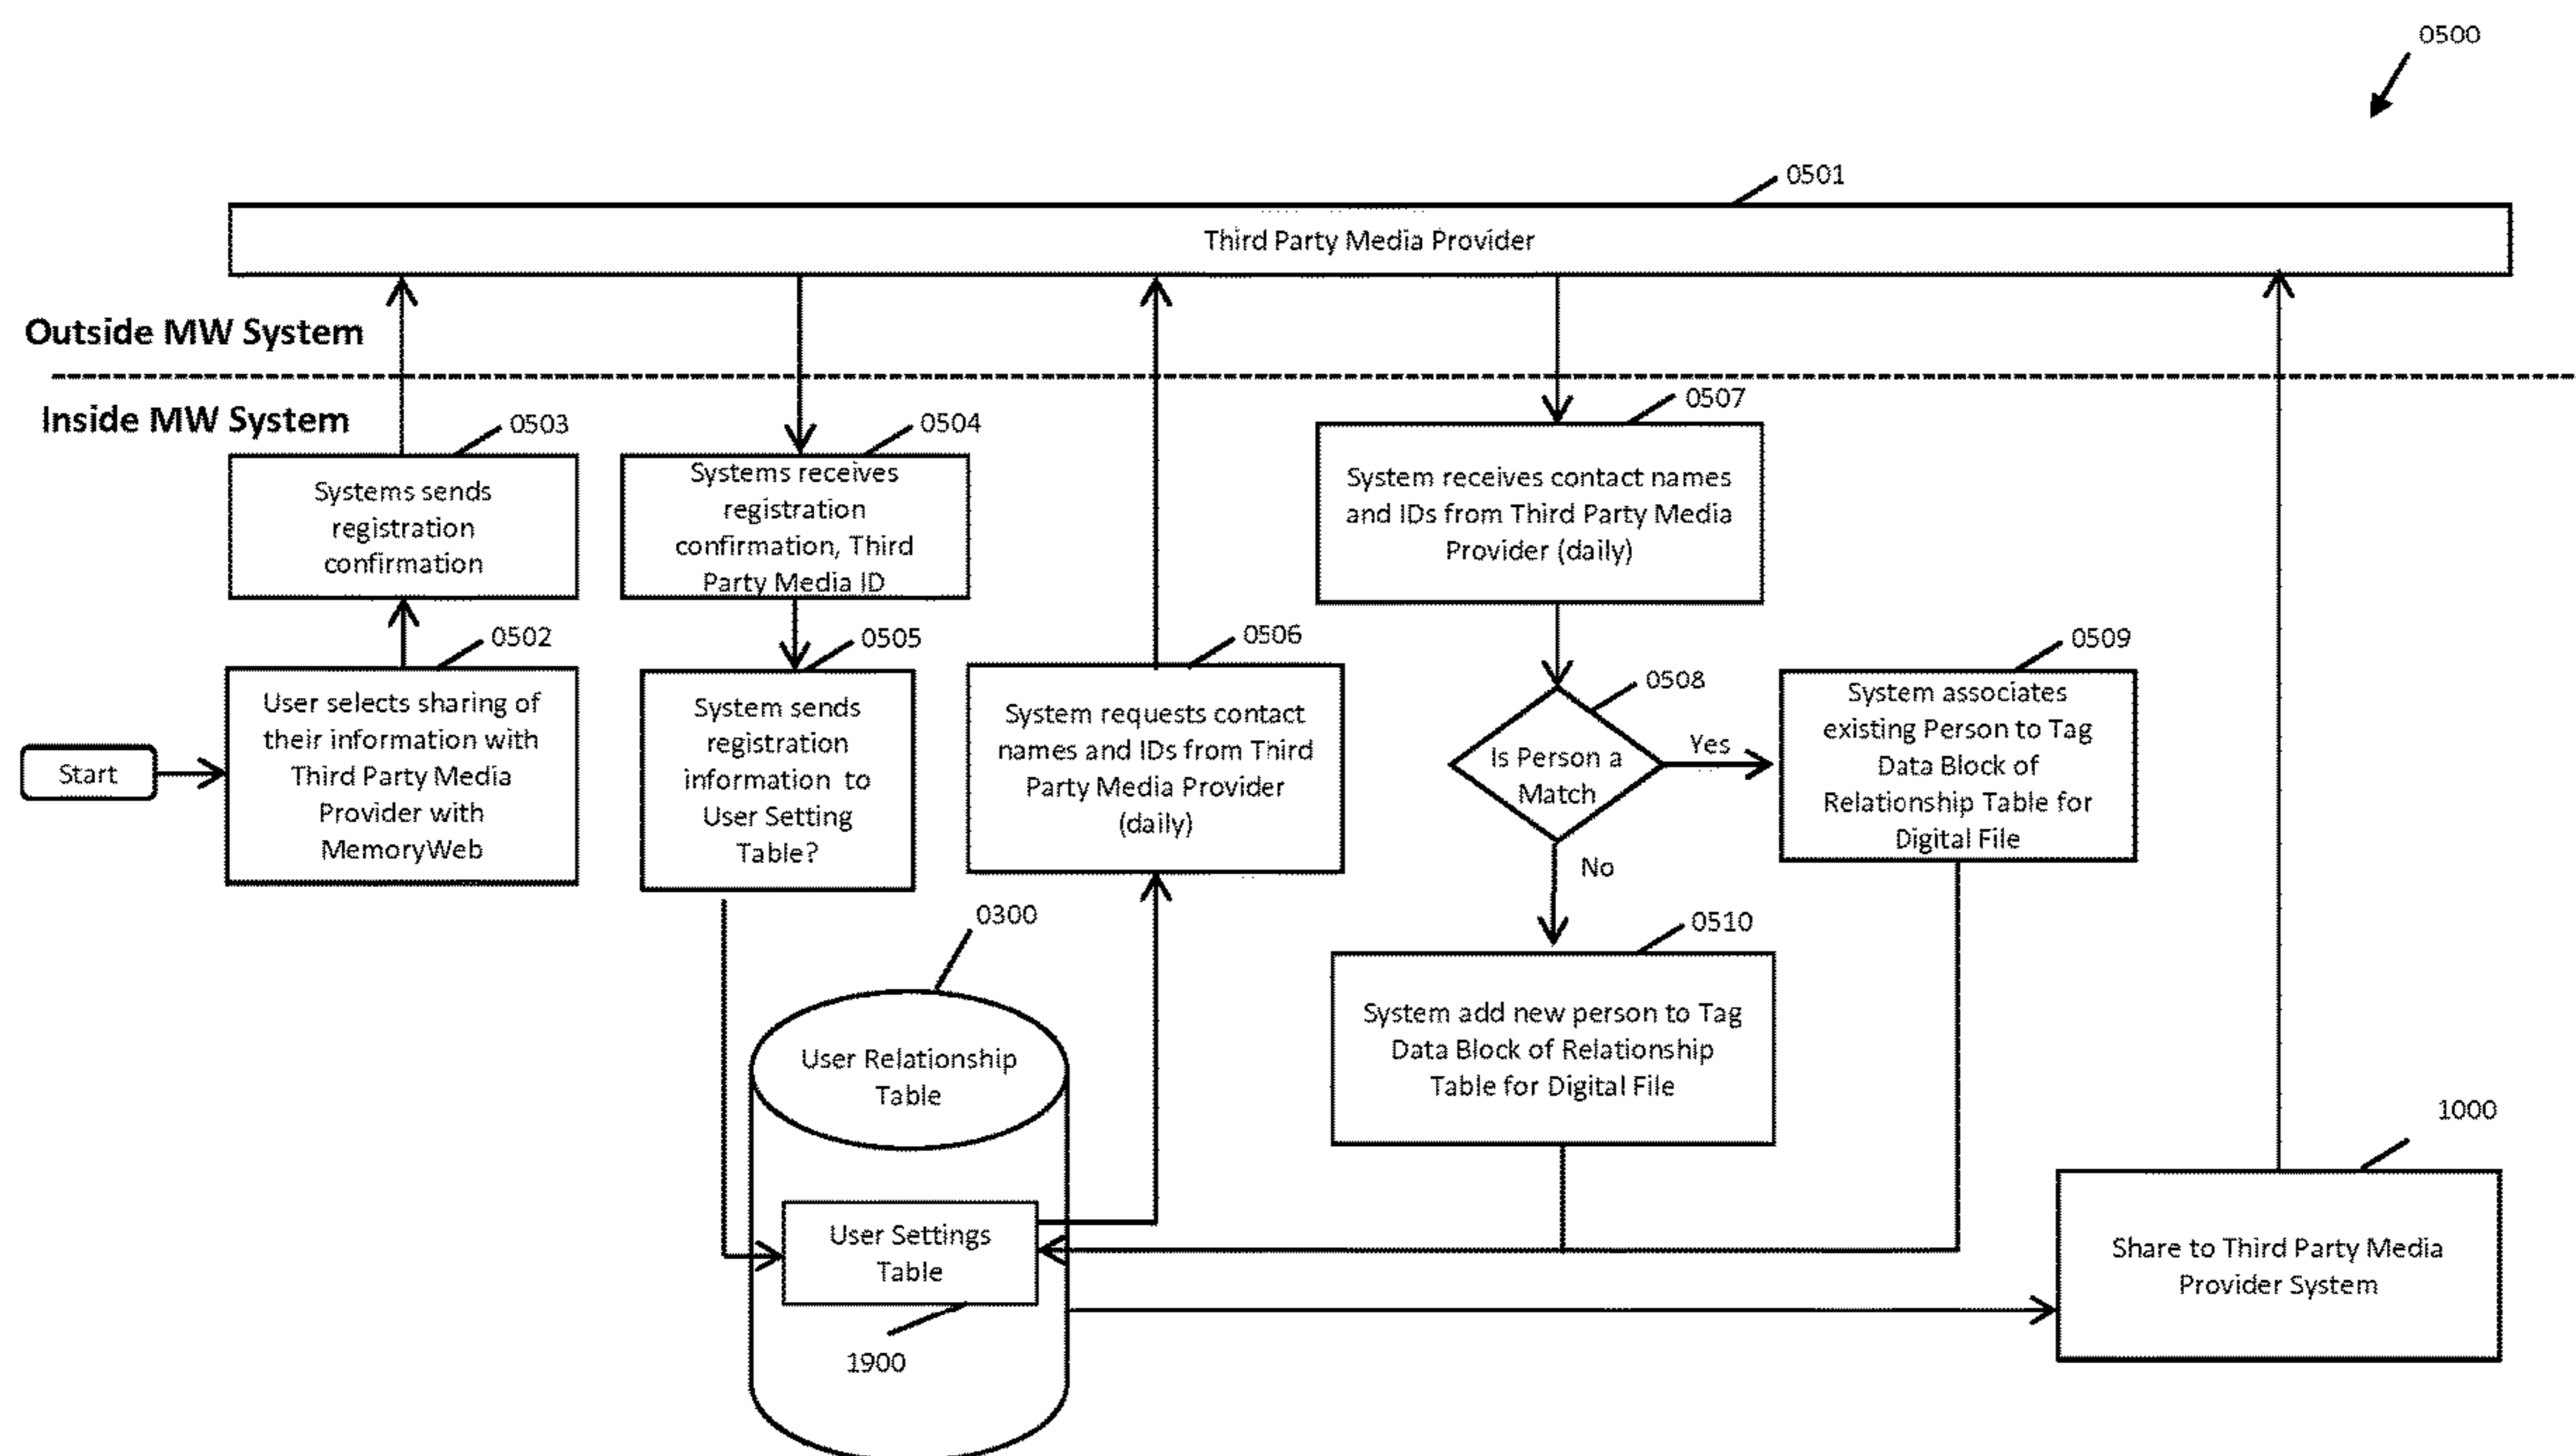 0500
0501
Third Party Media Provider
Outside MW System
Inside MW System
0503
Systems sends
registration
confirmation
0504
Systems receives
registration
confirmation, Third
Party Media ID
0507
System receives contact names
and IDs from Third Party Media
Provider (daily)
Start
0502
User selects sharing of
their information with
Third Party Media
Provider with
MemoryWeb
0505
System sends
registration
information to
User Setting
Table?
0506
System requests contact
names and IDs from Third
Party Media Provider
(daily)
0508
Is Person a
Match
Yes
No
0509
System associates
existing Person to Tag
Data Block of
Relationship Table for
Digital File
0510
System add new person to Tag
Data Block of Relationship
Table for Digital File
0300
User Relationship
Table
User Settings
Table
1900
1000
Share to Third Party Media
Provider System